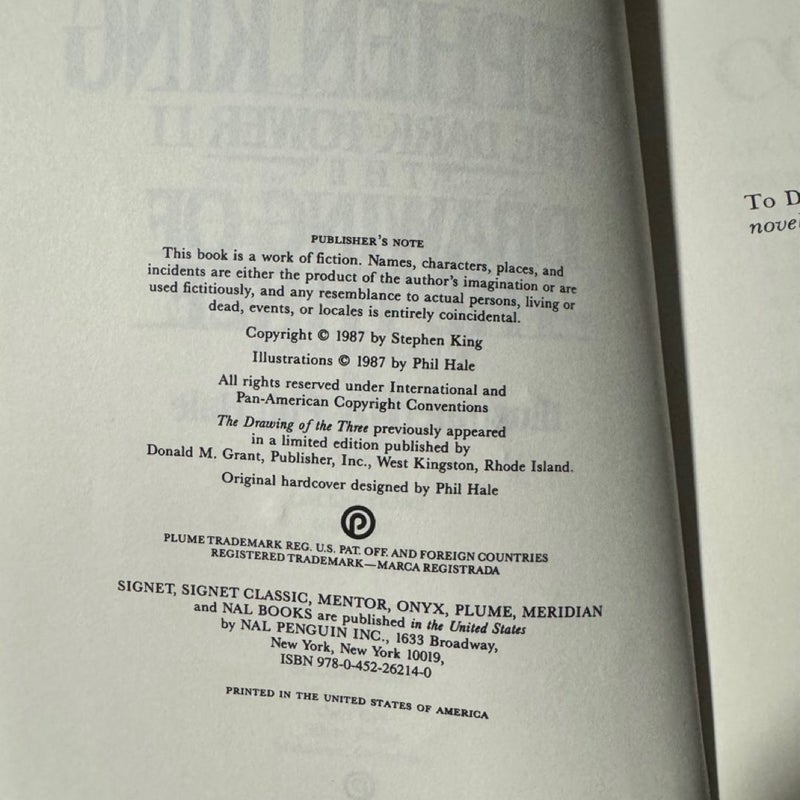 PUBLISHER'S NOTE
This book is a work of fiction. Names, characters, places, and
incidents are either the product of the author's imagination or are
used fictitiously, and any resemblance to actual persons, living or
dead, events, or locales is entirely coincidental.
Copyright © 1987 by Stephen King
Illustrations © 1987 by Phil Hale
All rights reserved under International and
Pan-American Copyright Conventions
The Drawing of the Three previously appeared
in a limited edition published by
Donald M. Grant, Publisher, Inc., West Kingston, Rhode Island.
Original hardcover designed by Phil Hale
PLUME TRADEMARK REG. U.S. PAT. OFF. AND FOREIGN COUNTRIES
REGISTERED TRADEMARK—MARCA REGISTRADA
SIGNET, SIGNET CLASSIC, MENTOR, ONYX, PLUME, MERIDIAN
and NAL BOOKS are published in the United States
by NAL PENGUIN INC., 1633 Broadway,
New York, New York 10019,
ISBN 978-0-452-26214-0
PRINTED IN THE UNITED STATES OF AMERICA
To